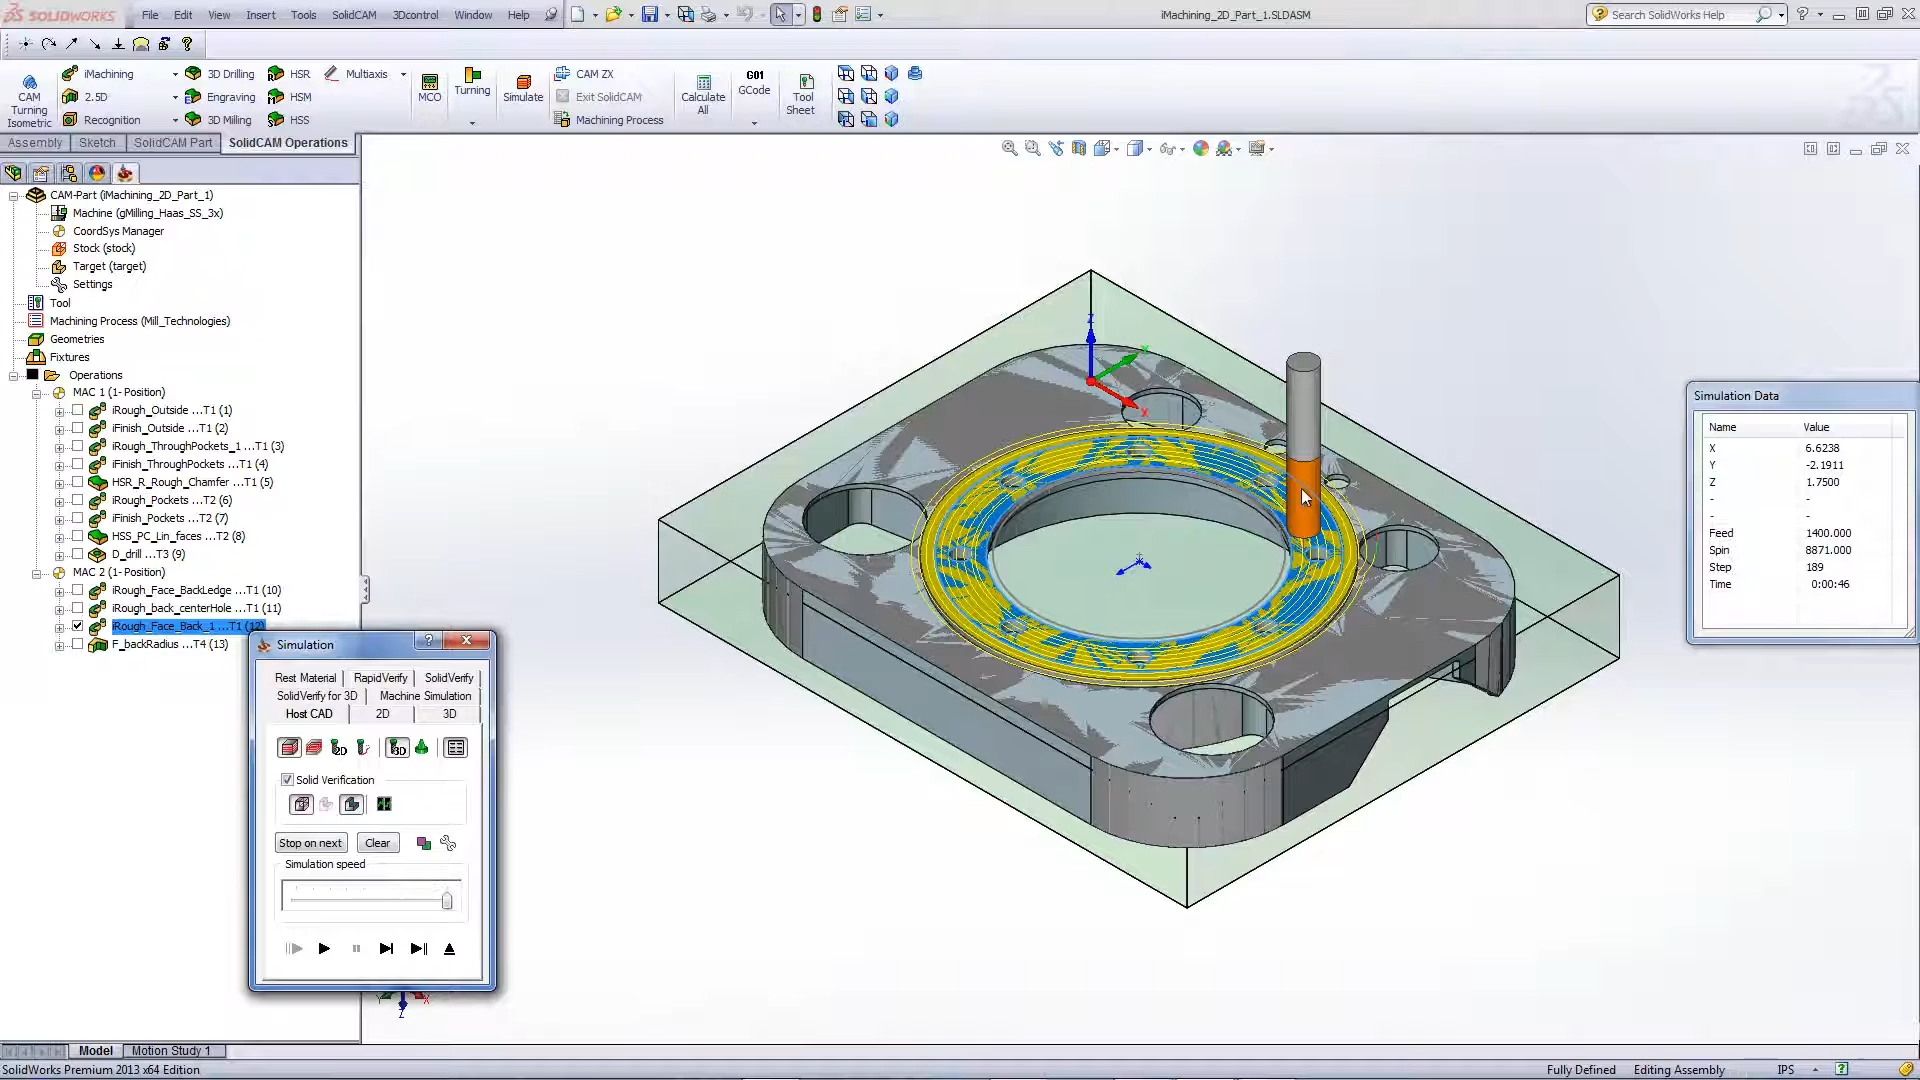 SOLIDWORKS File Edit View Insert Tools SolidCAM 3Dcontrol Window Help iMachining_2D_Part_1.SLDASM Search SolidWorks Help
CAM Turning Isometric
iMachining 3D Drilling HSR Multiaxis
2.5D Engraving HSM
Recognition 3D Milling HSS
MCO Turning Simulate
CAM ZX
Exit SolidCAM
Machining Process
Calculate All
G01
GCode
Tool Sheet
Assembly Sketch SolidCAM Part SolidCAM Operations
CAM-Part (iMachining_2D_Part_1)
Machine (gMilling_Haas_SS_3x)
CoordSys Manager
Stock (stock)
Target (target)
Settings
Tool
Machining Process (Mill_Technologies)
Geometries
Fixtures
Operations
MAC 1 (1- Position)
iRough_Outside ...T1 (1)
iFinish_Outside ...T1 (2)
iRough_ThroughPockets_1 ...T1 (3)
iFinish_ThroughPockets ...T1 (4)
HSR_R_Rough_Chamfer ...T1 (5)
iRough_Pockets ...T2 (6)
iFinish_Pockets ...T2 (7)
HSS_PC_Lin_faces ...T2 (8)
D_drill ...T3 (9)
MAC 2 (1- Position)
iRough_Face_BackLedge ...T1 (10)
iRough_back_centerHole ...T1 (11)
iRough_Face_Back_1 ...T1 (12)
F_backRadius ...T4 (13)
Simulation
Rest Material RapidVerify SolidVerify
SolidVerify for 3D Machine Simulation
Host CAD 2D 3D
2D 3D
Solid Verification
Stop on next Clear
Simulation speed
Z
X
Simulation Data
Name Value
X 6.6238
Y -2.1911
Z 1.7500
-
-
Feed 1400.000
Spin 8871.000
Step 189
Time 0:00:46
Y X
Z
Model Motion Study 1
SolidWorks Premium 2013 x64 Edition Fully Defined Editing Assembly IPS